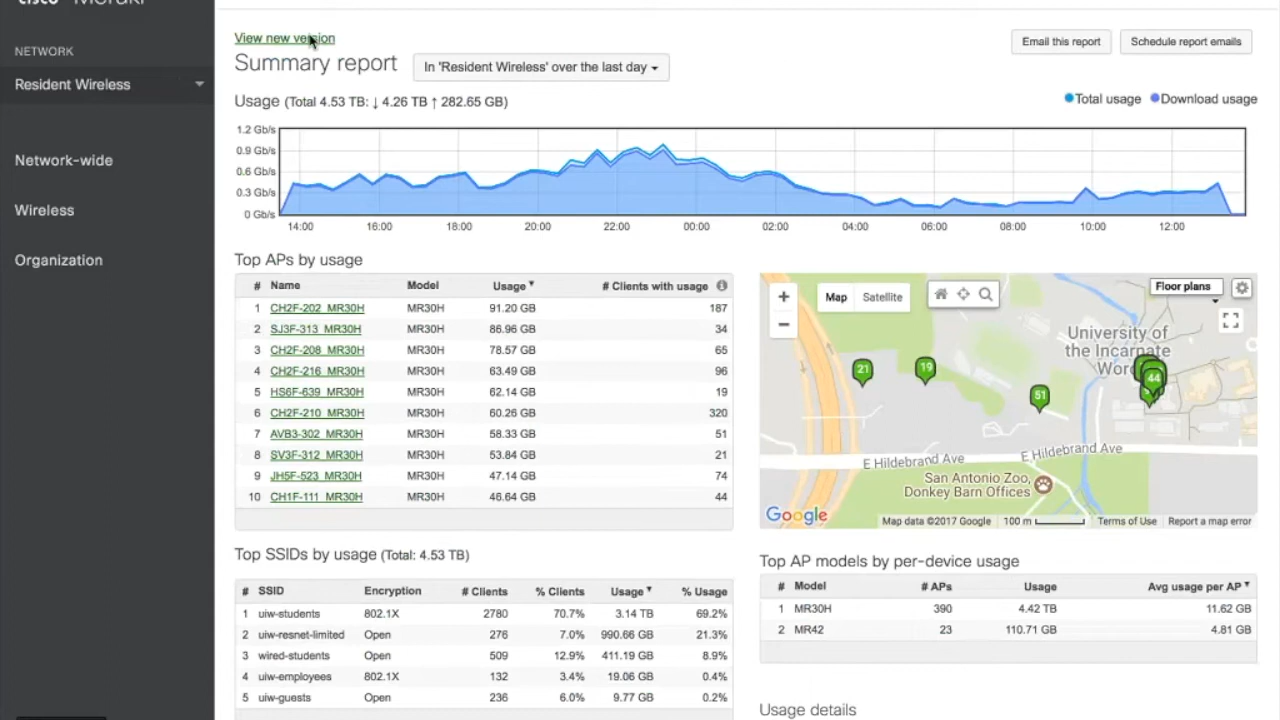 cisco Meraki
NETWORK
Resident Wireless
Network-wide
Wireless
Organization
View new version
Summary report
In 'Resident Wireless' over the last day
Email this report
Schedule report emails
Usage (Total 4.53 TB: ↓ 4.26 TB ↑ 282.65 GB)
Total usage Download usage
1.2 Gb/s
0.9 Gb/s
0.6 Gb/s
0.3 Gb/s
0 Gb/s
14:00 16:00 18:00 20:00 22:00 00:00 02:00 04:00 06:00 08:00 10:00 12:00
Top APs by usage
# Name Model Usage # Clients with usage
1 CH2F-202_MR30H MR30H 91.20 GB 187
2 SJ3F-313_MR30H MR30H 86.96 GB 34
3 CH2F-208_MR30H MR30H 78.57 GB 65
4 CH2F-216_MR30H MR30H 63.49 GB 96
5 HS6F-639_MR30H MR30H 62.14 GB 19
6 CH2F-210_MR30H MR30H 60.26 GB 320
7 AVB3-302_MR30H MR30H 58.33 GB 51
8 SV3F-312_MR30H MR30H 53.84 GB 21
9 JH5F-523_MR30H MR30H 47.14 GB 74
10 CH1F-111_MR30H MR30H 46.64 GB 44
+
−
Map Satellite
Floor plans
University of
the Incarnate
Word
21
19
51
44
E Hildebrand Ave
E Hildebrand Ave
San Antonio Zoo,
Donkey Barn Offices
Google
Map data ©2017 Google 100 m Terms of Use Report a map error
Top SSIDs by usage (Total: 4.53 TB)
# SSID Encryption # Clients % Clients Usage % Usage
1 uiw-students 802.1X 2780 70.7% 3.14 TB 69.2%
2 uiw-resnet-limited Open 276 7.0% 990.66 GB 21.3%
3 wired-students Open 509 12.9% 411.19 GB 8.9%
4 uiw-employees 802.1X 132 3.4% 19.06 GB 0.4%
5 uiw-guests Open 236 6.0% 9.77 GB 0.2%
Top AP models by per-device usage
# Model # APs Usage Avg usage per AP
1 MR30H 390 4.42 TB 11.62 GB
2 MR42 23 110.71 GB 4.81 GB
Usage details